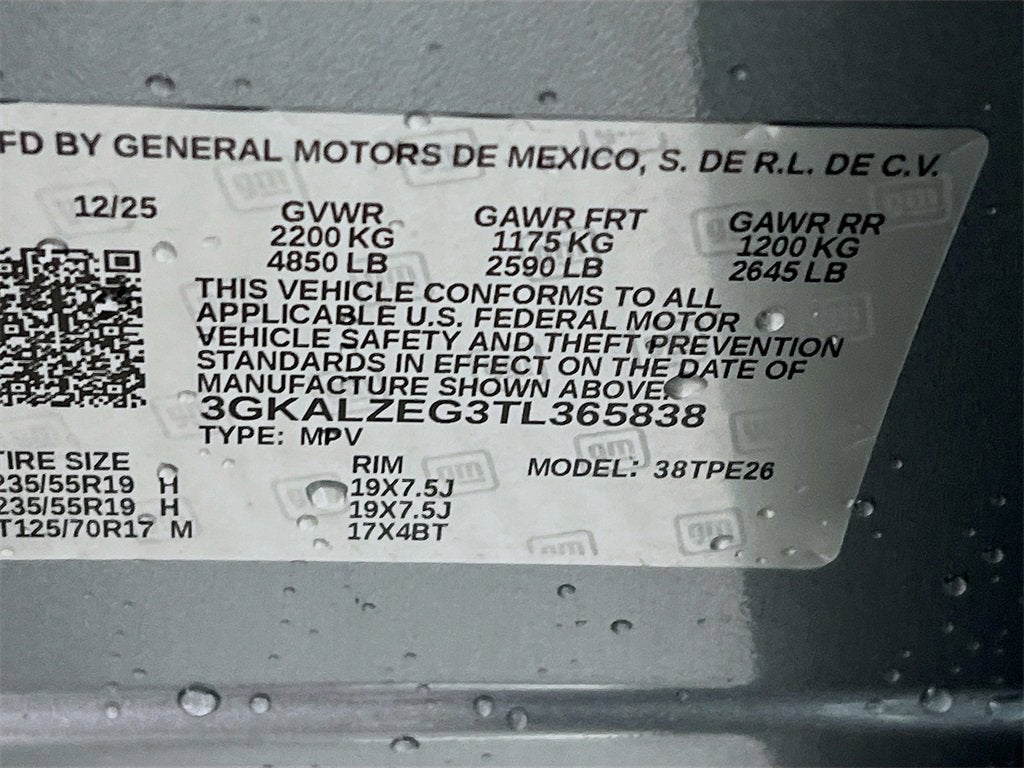 FD BY GENERAL MOTORS DE MEXICO, S. DE R.L. DE C.V.
12/25 GVWR GAWR FRT GAWR RR
2200 KG 1175 KG 1200 KG
4850 LB 2590 LB 2645 LB
THIS VEHICLE CONFORMS TO ALL
APPLICABLE U.S. FEDERAL MOTOR
VEHICLE SAFETY AND THEFT PREVENTION
STANDARDS IN EFFECT ON THE DATE OF
MANUFACTURE SHOWN ABOVE.
3GKALZEG3TL365838
TYPE: MPV
MODEL: 38TPE26
TIRE SIZE RIM
235/55R19 H 19X7.5J
235/55R19 H 19X7.5J
T125/70R17 M 17X4BT
gm